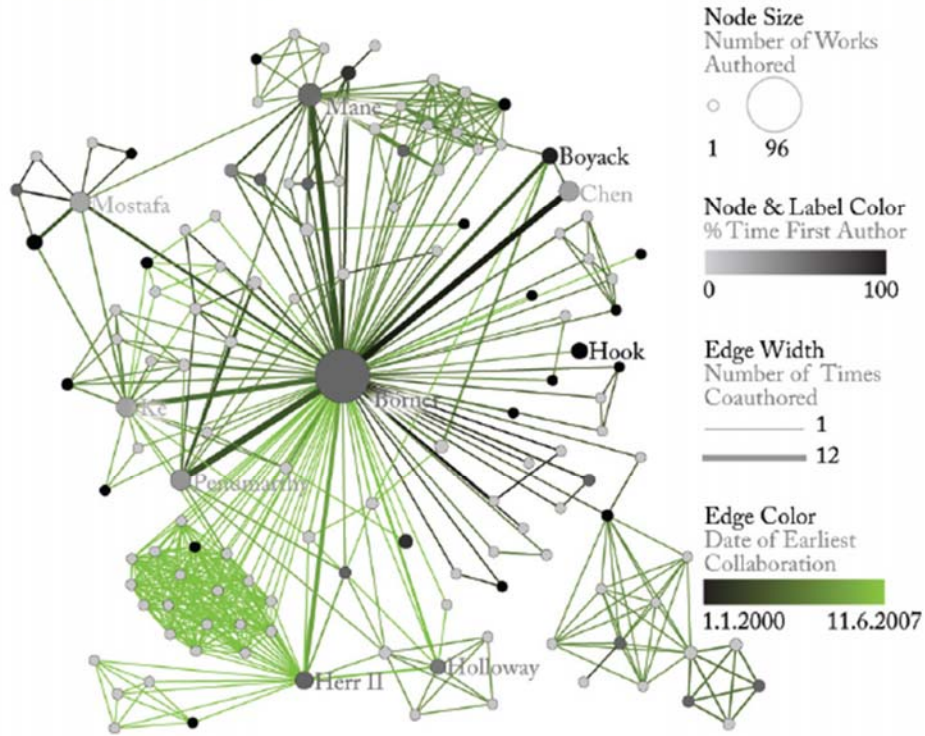 Node Size
Number of Works
Authored
1 96
Node & Label Color
% Time First Author
0 100
Edge Width
Number of Times
Coauthored
1
12
Edge Color
Date of Earliest
Collaboration
1.1.2000 11.6.2007
Mane
Boyack
Chen
Mostafa
Hook
Borner
Ke
Penumarthy
Herr II
Holloway